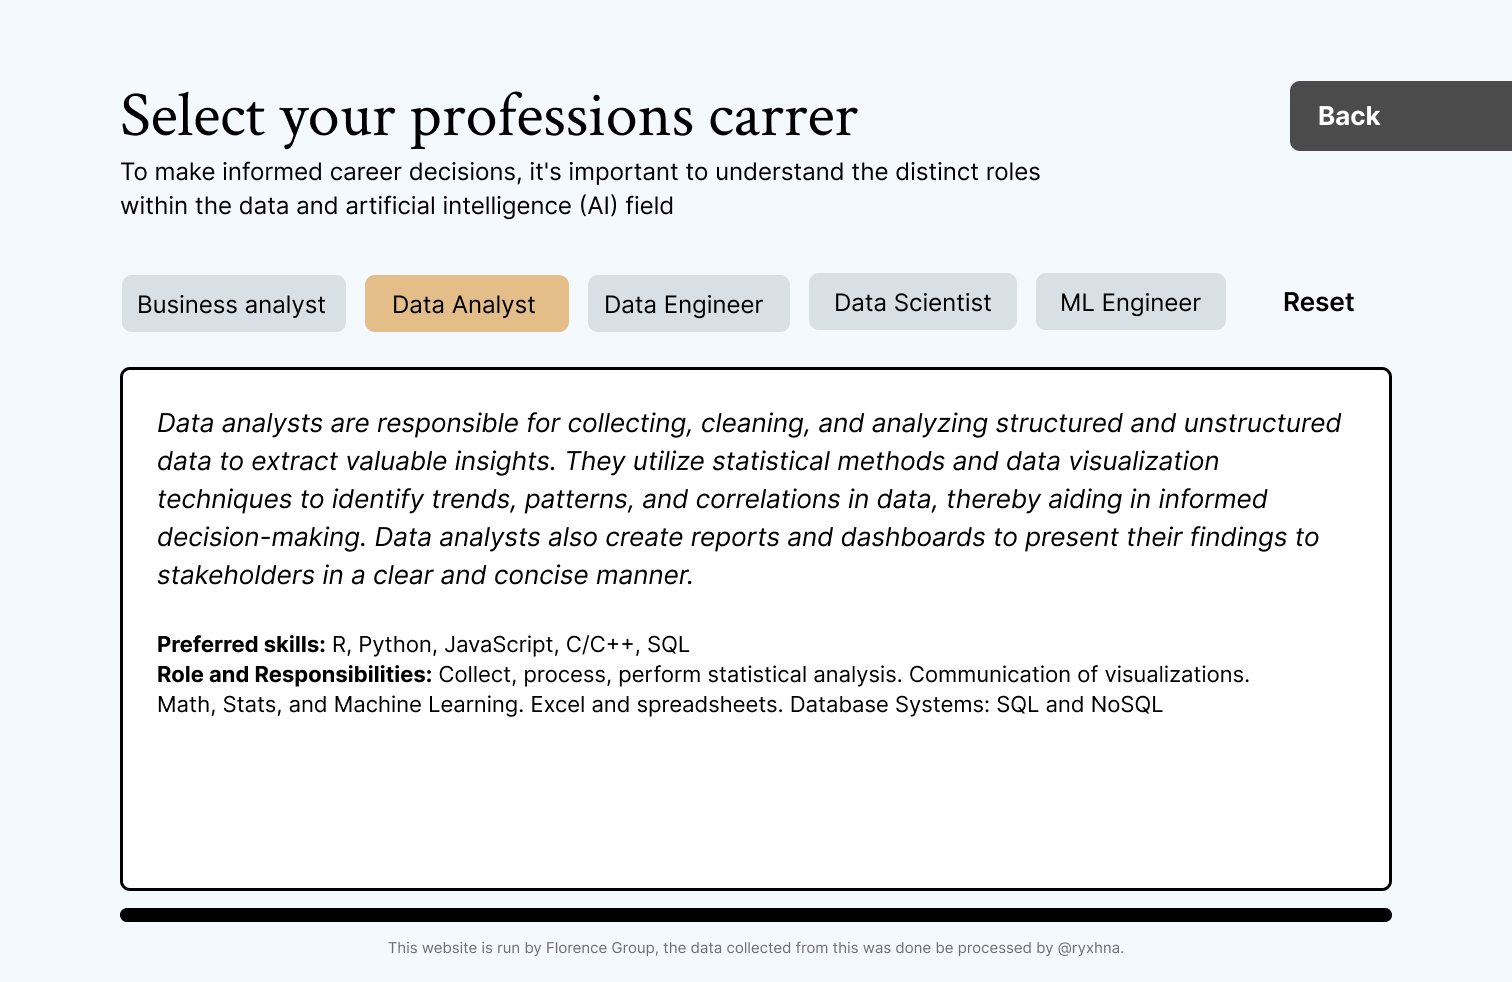 Select your professions carrer
Back
To make informed career decisions, it's important to understand the distinct roles
within the data and artificial intelligence (AI) field
Business analyst
Data Analyst
Data Engineer
Data Scientist
ML Engineer
Reset
Data analysts are responsible for collecting, cleaning, and analyzing structured and unstructured
data to extract valuable insights. They utilize statistical methods and data visualization
techniques to identify trends, patterns, and correlations in data, thereby aiding in informed
decision-making. Data analysts also create reports and dashboards to present their findings to
stakeholders in a clear and concise manner.
Preferred skills: R, Python, JavaScript, C/C++, SQL
Role and Responsibilities: Collect, process, perform statistical analysis. Communication of visualizations.
Math, Stats, and Machine Learning. Excel and spreadsheets. Database Systems: SQL and NoSQL
This website is run by Florence Group, the data collected from this was done be processed by @ryxhna.